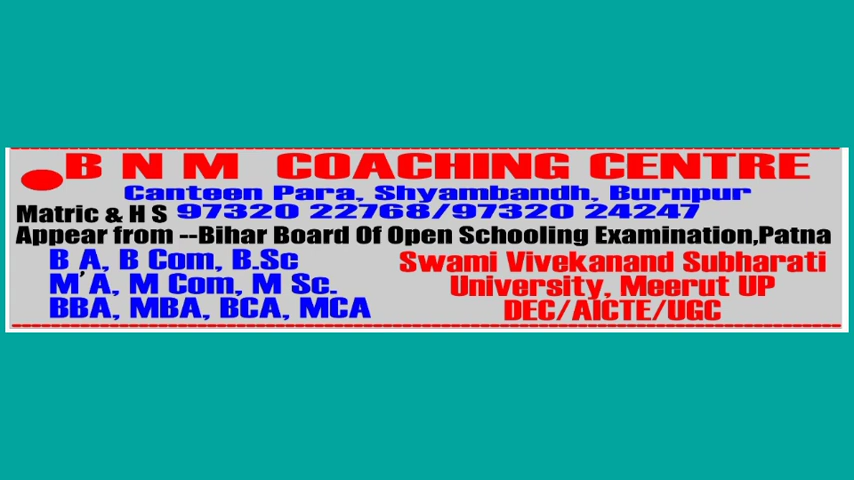 B N M COACHING CENTRE
Canteen Para, Shyambandh, Burnpur
Matric & H S 97320 22768/97320 24247
Appear from --Bihar Board Of Open Schooling Examination,Patna
B A, B Com, B.Sc
M'A, M Com, M Sc.
BBA, MBA, BCA, MCA
Swami Vivekanand Subharati
University, Meerut UP
DEC/AICTE/UGC